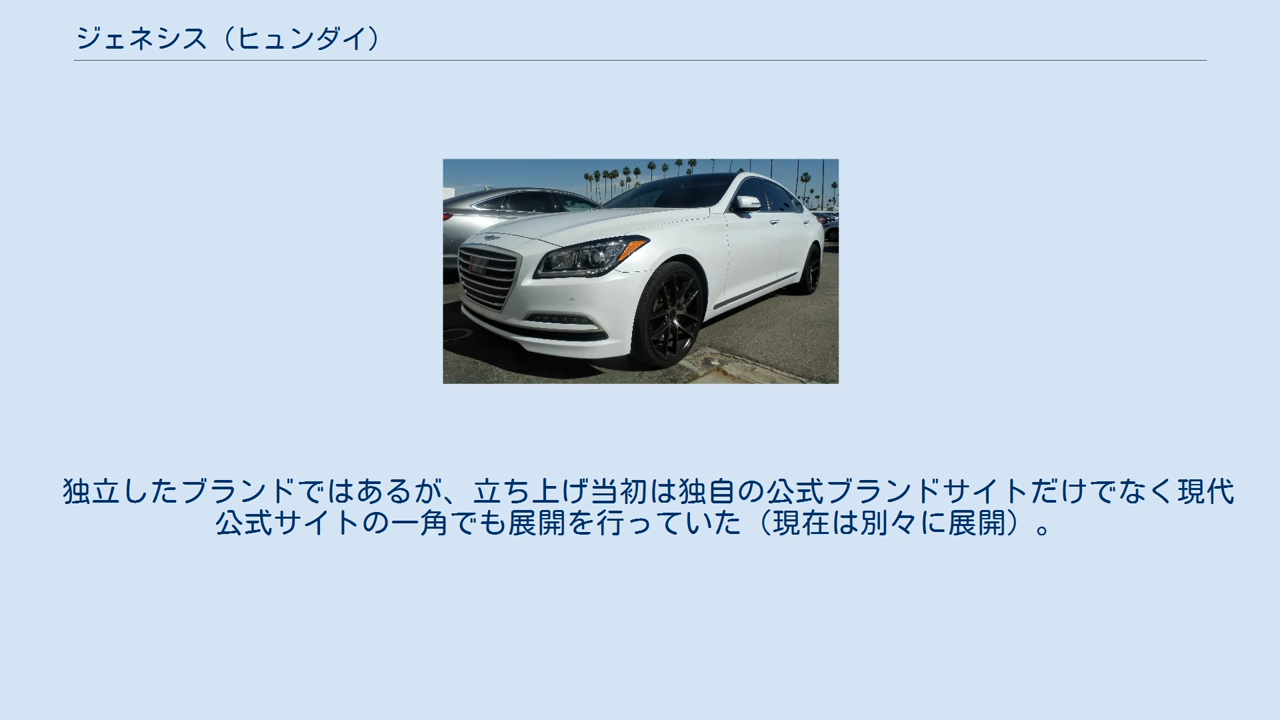 ジェネシス（ヒュンダイ）
独立したブランドではあるが、立ち上げ当初は独自の公式ブランドサイトだけでなく現代
公式サイトの一角でも展開を行っていた（現在は別々に展開）。